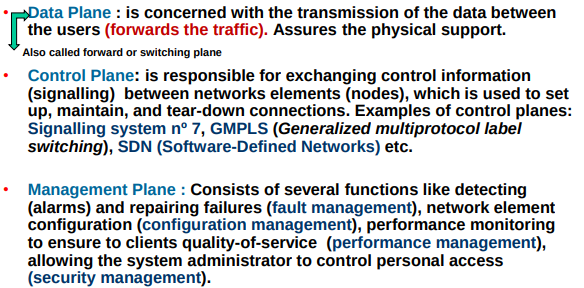 • Data Plane : is concerned with the transmission of the data between
the users (forwards the traffic). Assures the physical support.
Also called forward or switching plane
• Control Plane: is responsible for exchanging control information
(signalling) between networks elements (nodes), which is used to set
up, maintain, and tear-down connections. Examples of control planes:
Signalling system nº 7, GMPLS (Generalized multiprotocol label
switching), SDN (Software-Defined Networks) etc.
• Management Plane : Consists of several functions like detecting
(alarms) and repairing failures (fault management), network element
configuration (configuration management), performance monitoring
to ensure to clients quality-of-service (performance management),
allowing the system administrator to control personal access
(security management).